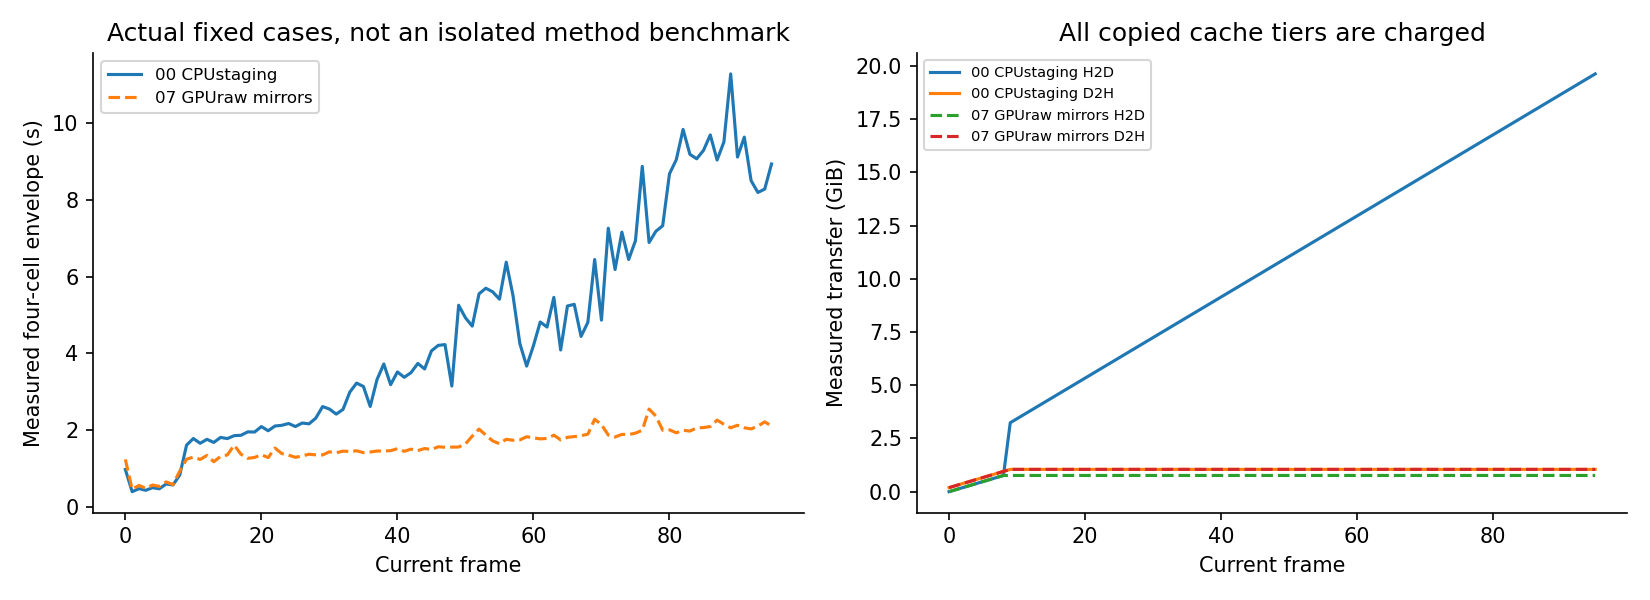 Actual fixed cases, not an isolated method benchmark
00 CPUstaging
07 GPUraw mirrors
Measured four-cell envelope (s)
10
8
6
4
2
0
0 20 40 60 80
Current frame
All copied cache tiers are charged
00 CPUstaging H2D
00 CPUstaging D2H
07 GPUraw mirrors H2D
07 GPUraw mirrors D2H
Measured transfer (GiB)
20.0
17.5
15.0
12.5
10.0
7.5
5.0
2.5
0.0
0 20 40 60 80
Current frame